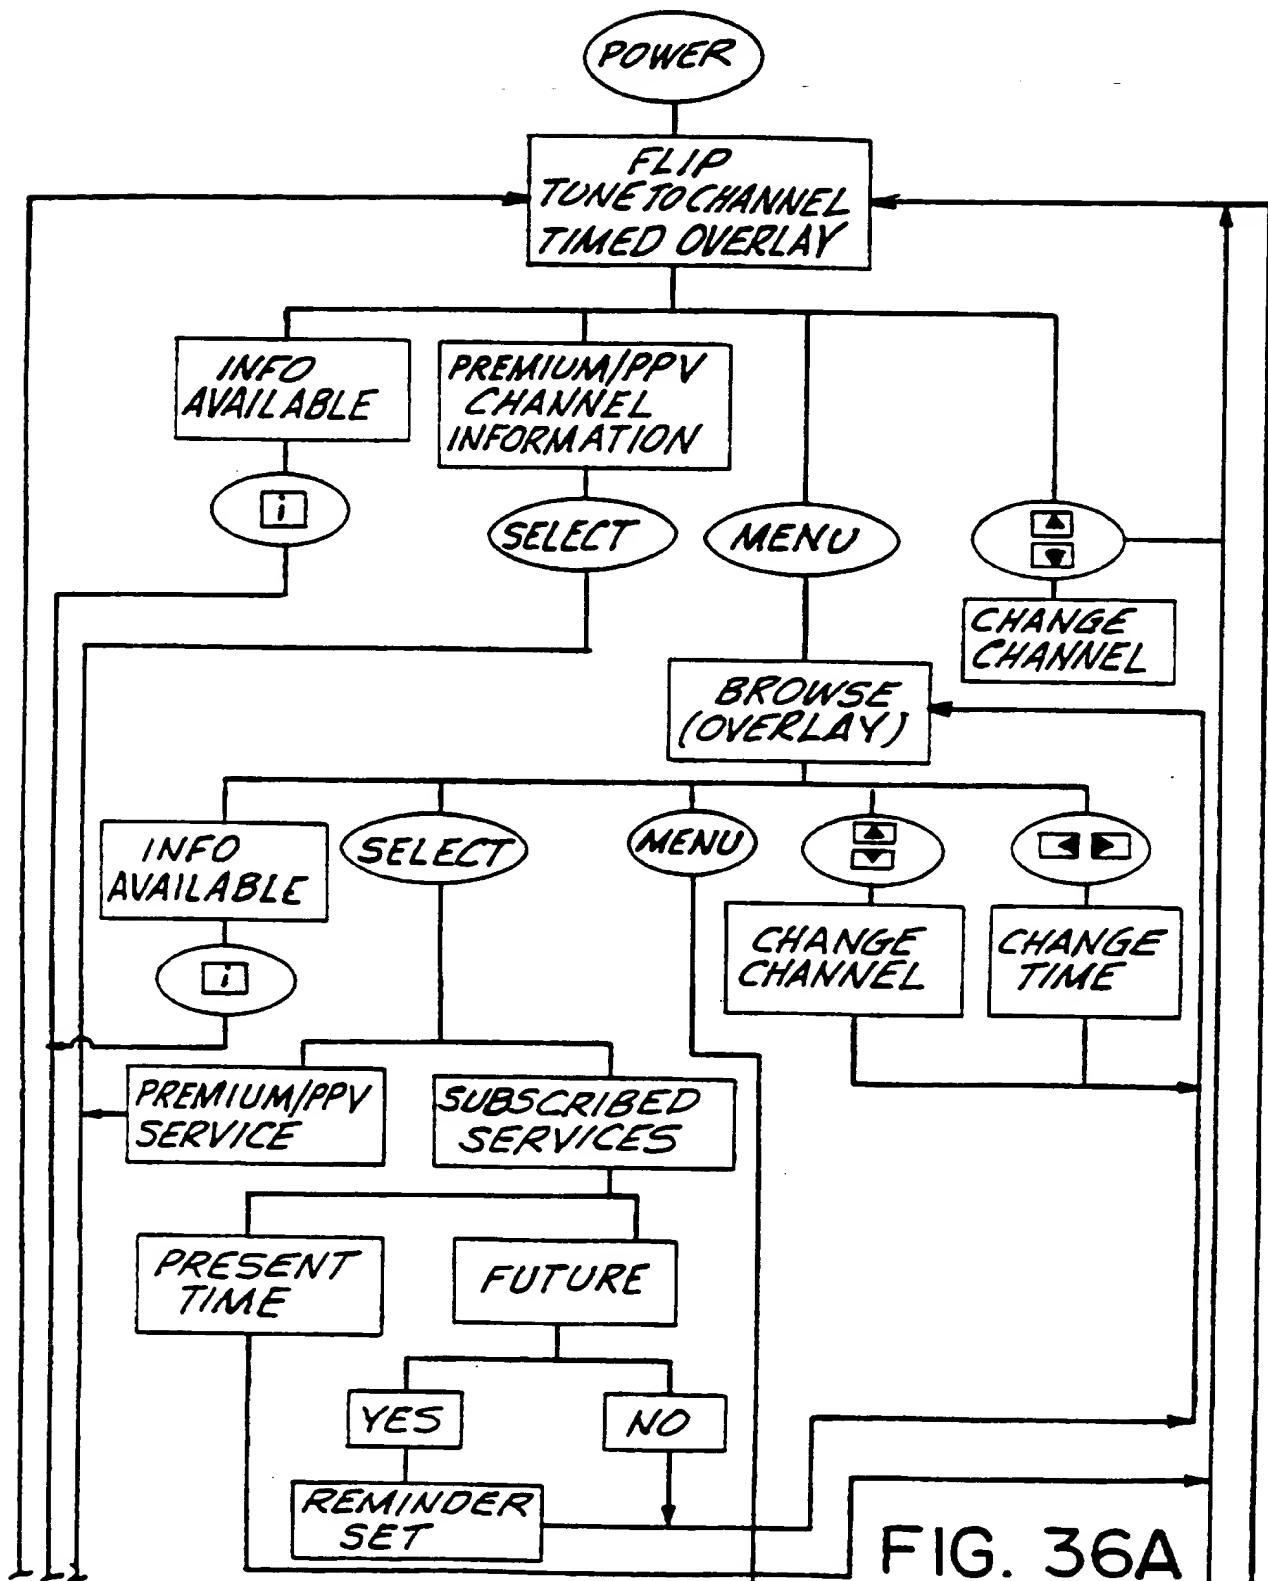 POWER
FLIP
TUNE TO CHANNEL
TIMED OVERLAY
INFO
AVAILABLE
PREMIUM/PPV
CHANNEL
INFORMATION
i
SELECT
MENU
CHANGE
CHANNEL
BROWSE
(OVERLAY)
INFO
AVAILABLE
SELECT
MENU
CHANGE
CHANNEL
CHANGE
TIME
i
PREMIUM/PPV
SERVICE
SUBSCRIBED
SERVICES
PRESENT
TIME
FUTURE
YES
NO
REMINDER
SET
FIG. 36A